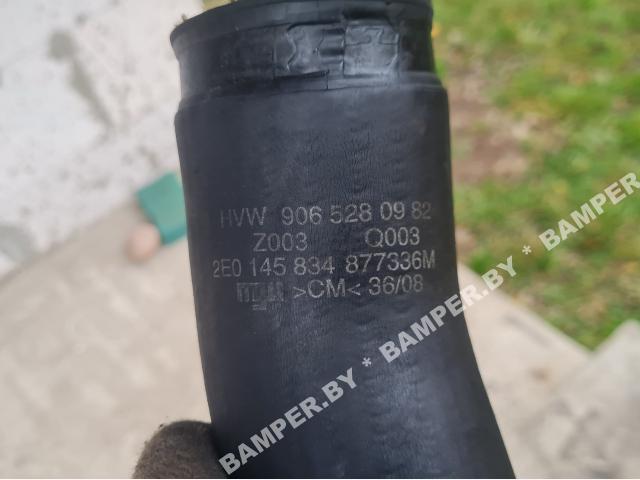 HVW 906 528 09 82
Z003 Q003
2E0 145 834 877336M
>CM< 36/08
BAMPER.BY * BAMPER.BY * BAMPER.BY